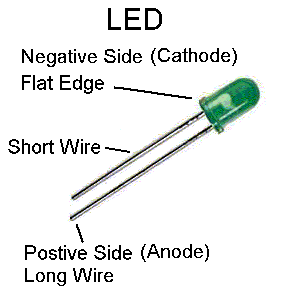 LED
Negative Side (Cathode)
Flat Edge
Short Wire
Postive Side (Anode)
Long Wire